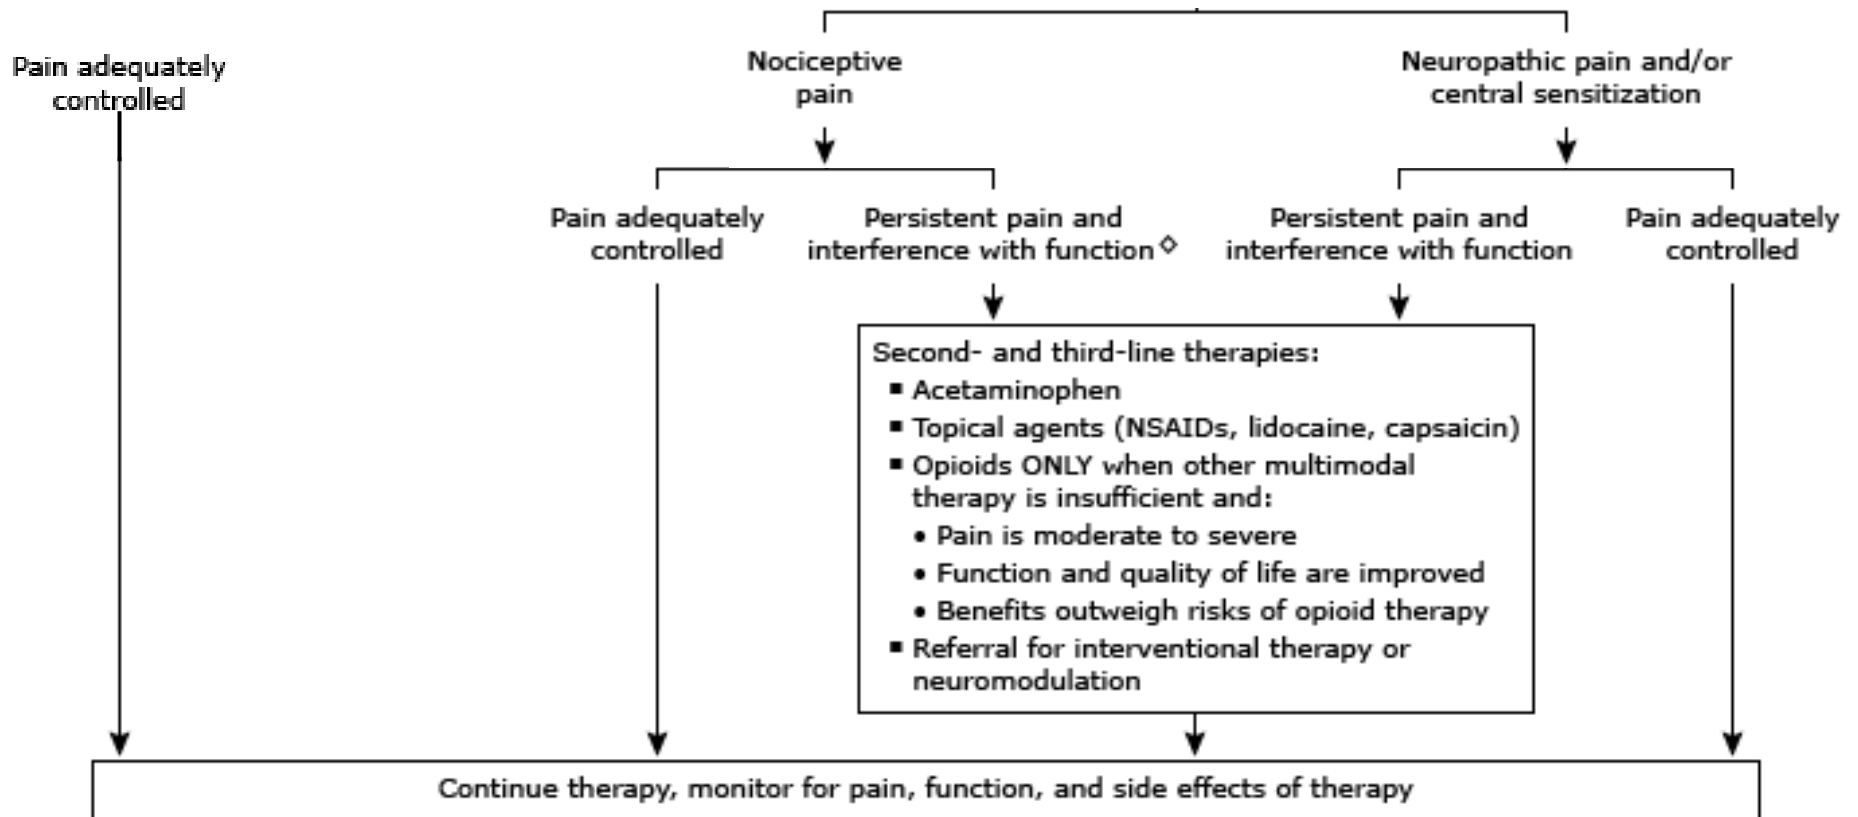 Pain adequately
controlled
Nociceptive
pain
Neuropathic pain and/or
central sensitization
Pain adequately
controlled
Persistent pain and
interference with function◇
Persistent pain and
interference with function
Pain adequately
controlled
Second- and third-line therapies:
▪ Acetaminophen
▪ Topical agents (NSAIDs, lidocaine, capsaicin)
▪ Opioids ONLY when other multimodal
therapy is insufficient and:
• Pain is moderate to severe
• Function and quality of life are improved
• Benefits outweigh risks of opioid therapy
▪ Referral for interventional therapy or
neuromodulation
Continue therapy, monitor for pain, function, and side effects of therapy